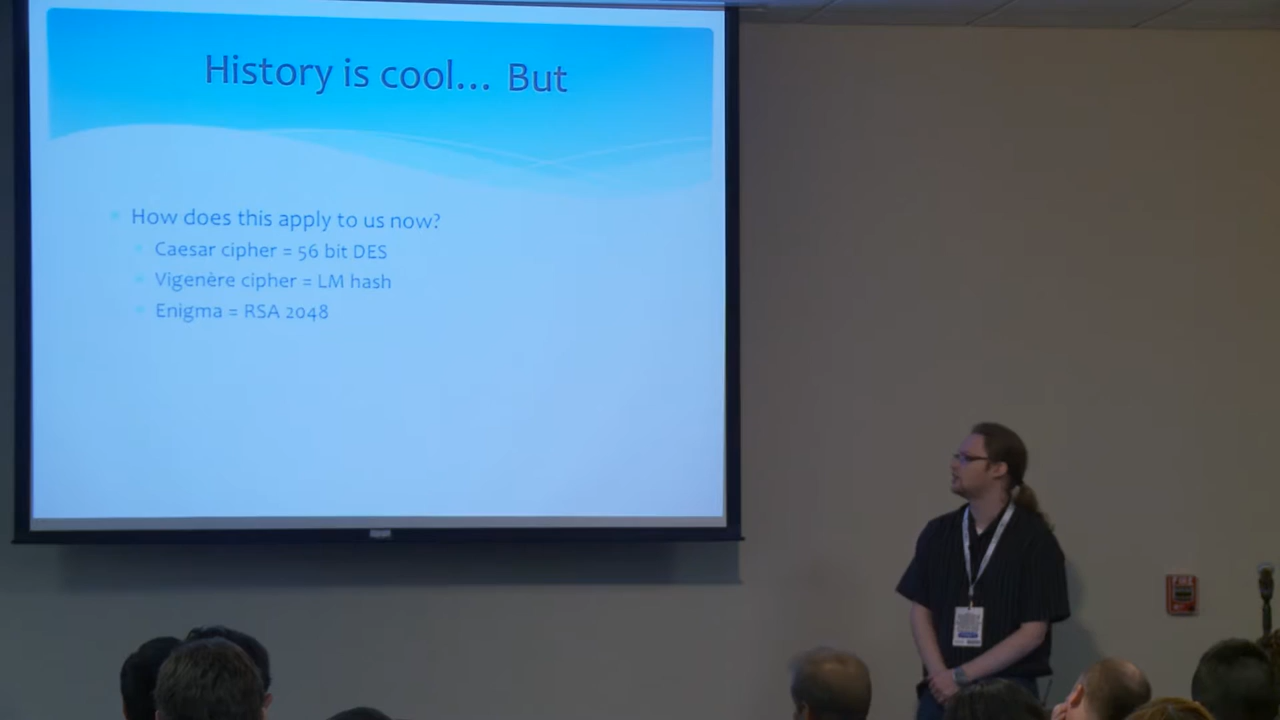 History is cool... But
How does this apply to us now?
Caesar cipher = 56 bit DES
Vigenère cipher = LM hash
Enigma = RSA 2048
FIRE